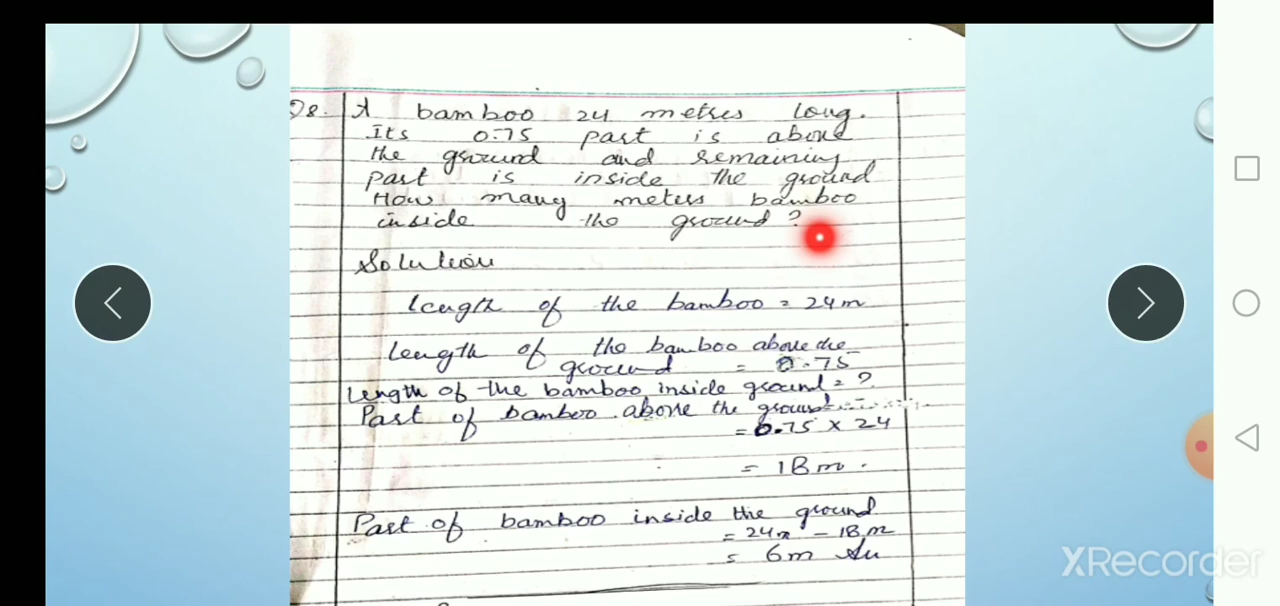 Q8. A bamboo 24 metres long.
Its 0.75 part is above
the ground and remaining
part is inside the ground
How many meters bamboo
inside the ground?
Solution
Length of the bamboo = 24m
Length of the bamboo above the
ground = 0.75
Length of the bamboo inside ground = ?
Part of bamboo above the ground
= 0.75 x 24
= 18m.
Part of bamboo inside the ground
= 24m - 18m
= 6m An
XRecorder